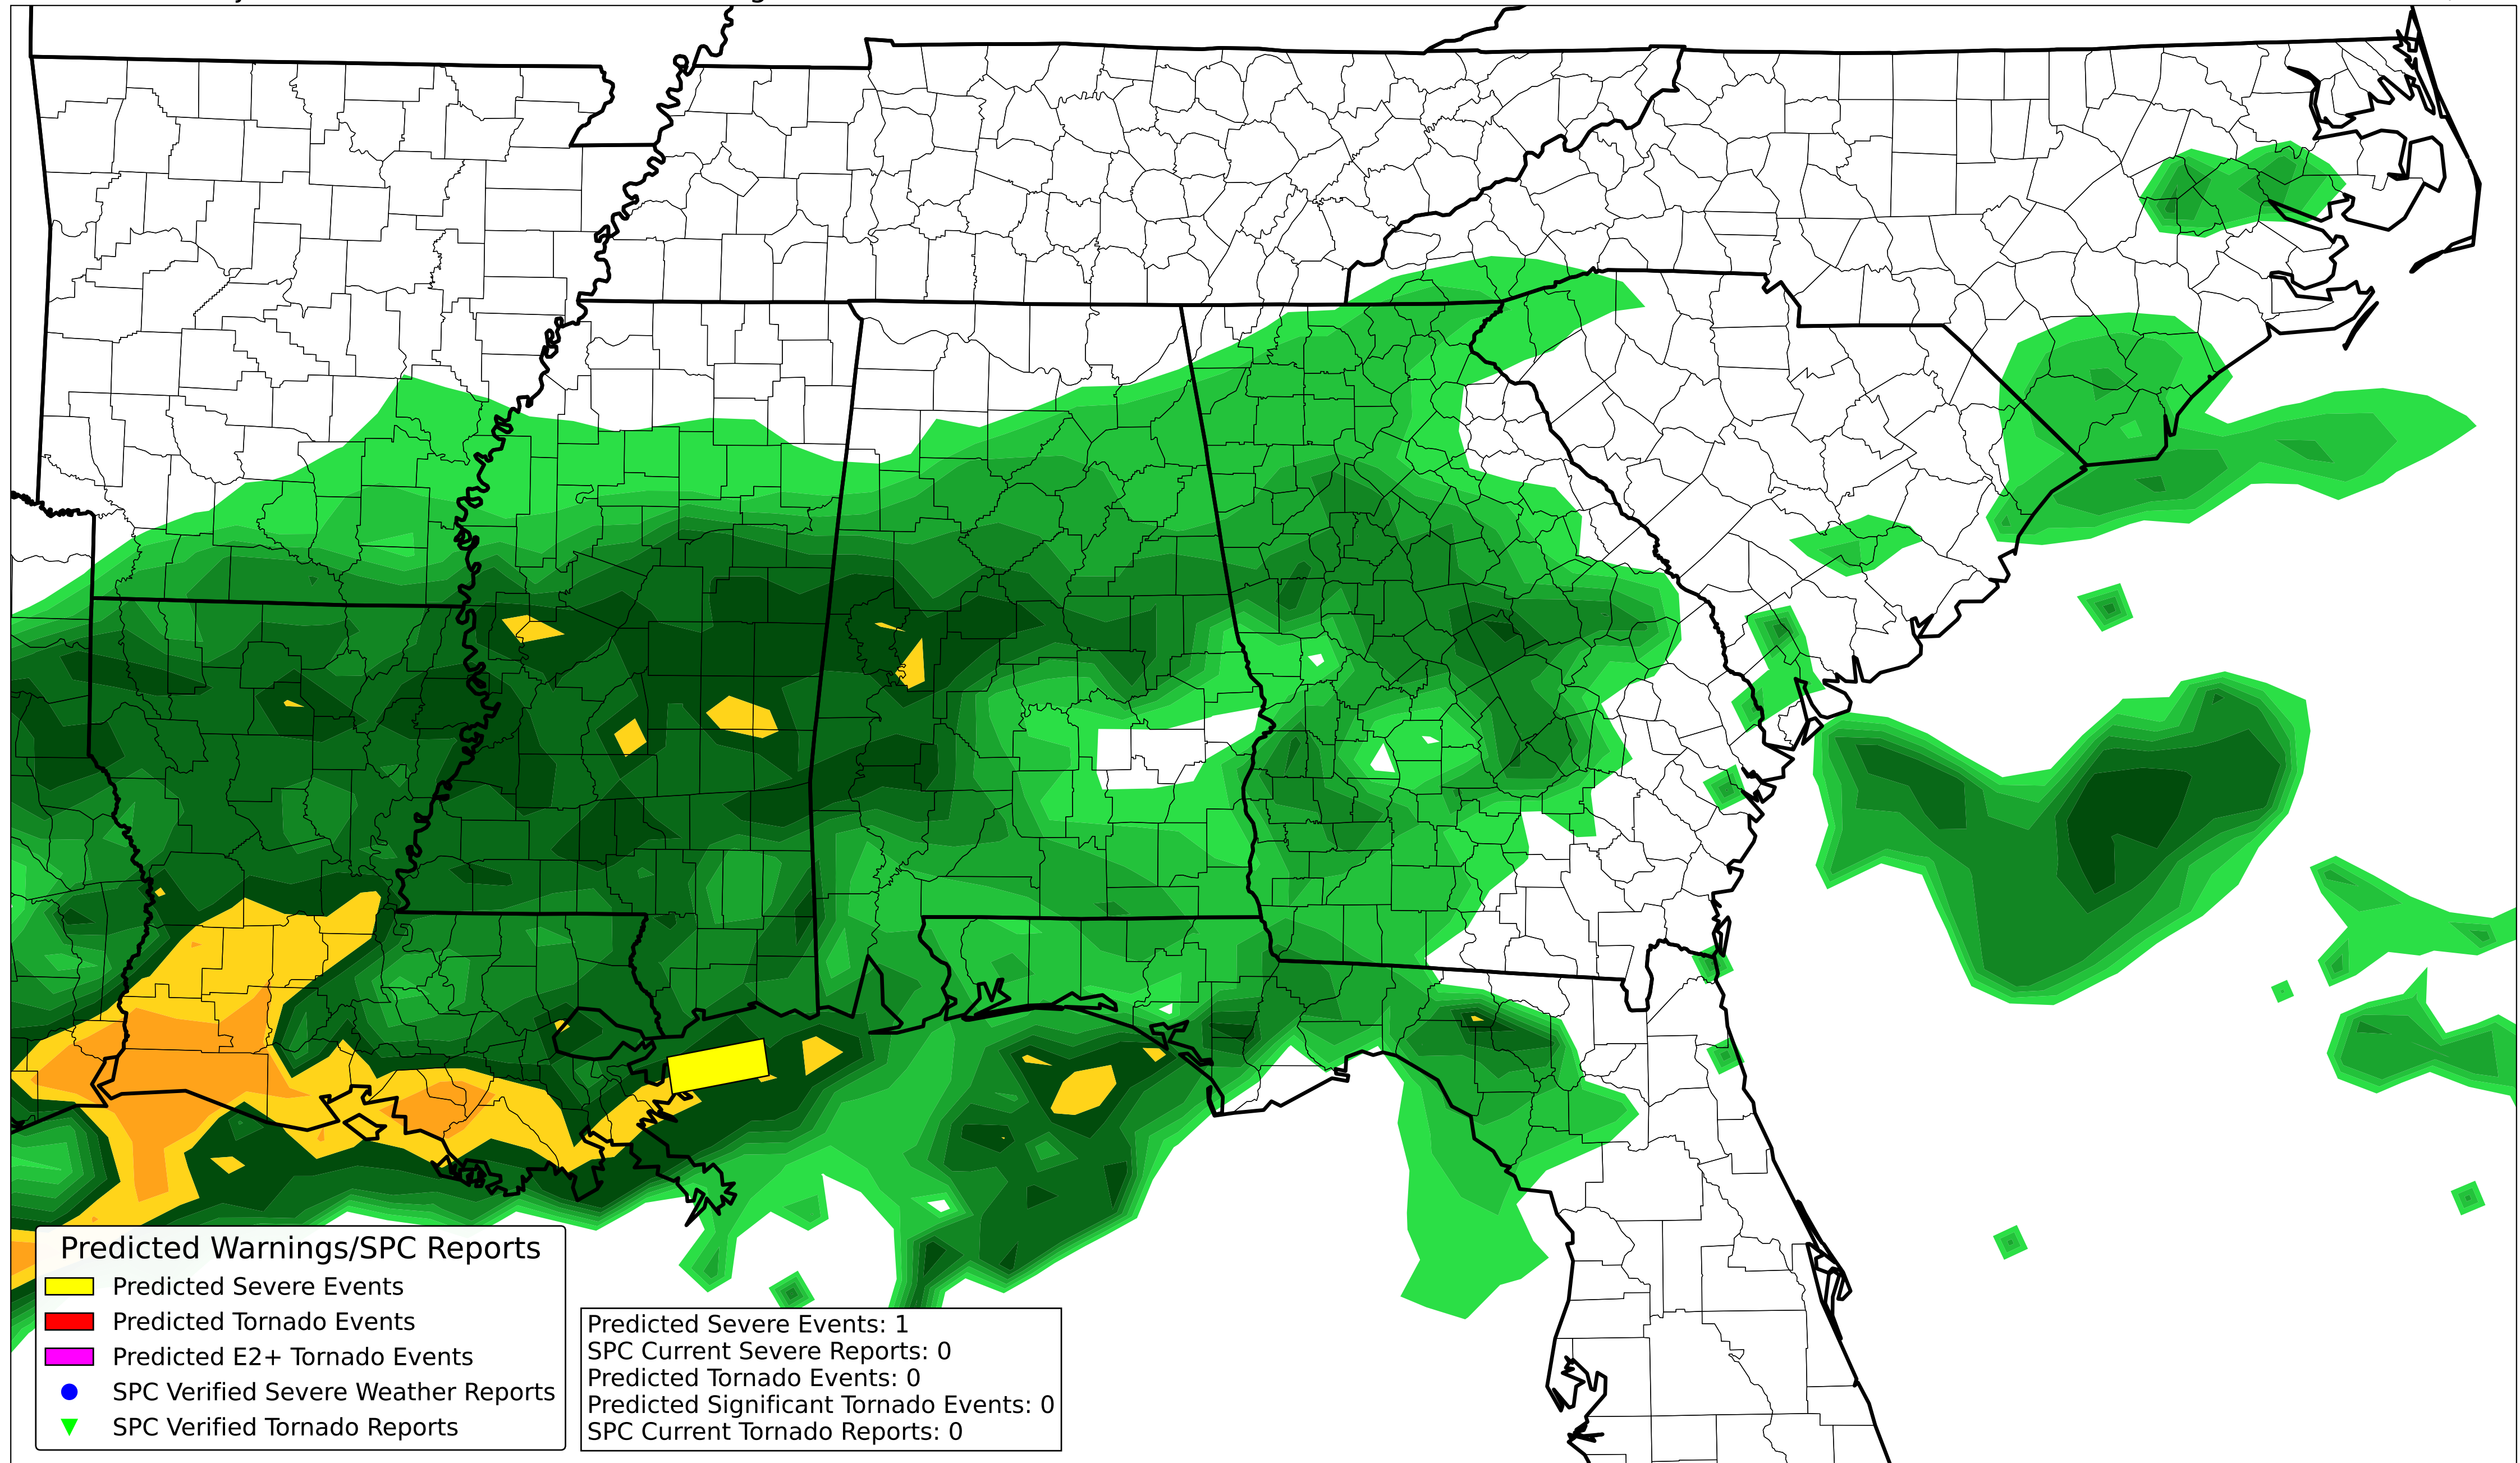 Predicted Warnings/SPC Reports
Predicted Severe Events
Predicted Tornado Events
Predicted E2+ Tornado Events
SPC Verified Severe Weather Reports
SPC Verified Tornado Reports
Predicted Severe Events: 1
SPC Current Severe Reports: 0
Predicted Tornado Events: 0
Predicted Significant Tornado Events: 0
SPC Current Tornado Reports: 0